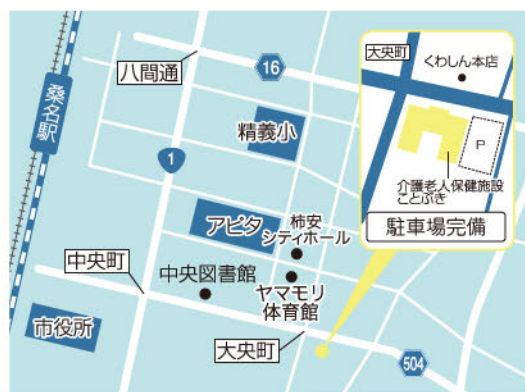 八間通
16
桑名駅
精義小
1
アピタ
柿安
シティホール
中央町
中央図書館
ヤマモリ
体育館
市役所
大央町
504
大央町
くわしん本店
P
介護老人保健施設
ことぶき
駐車場完備